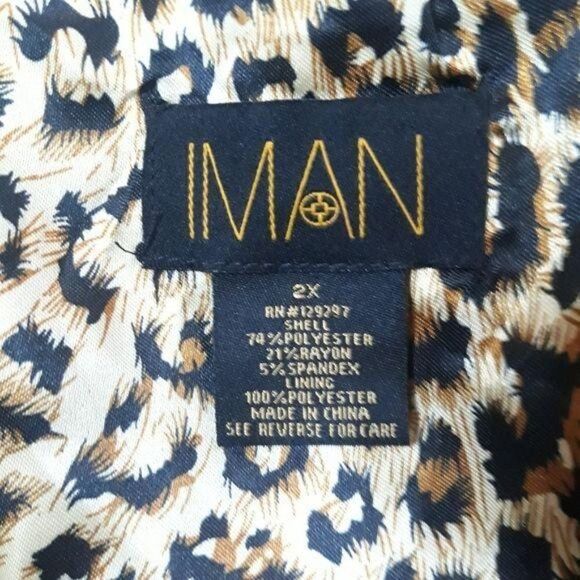 IMAN
2X
RN#129297
SHELL
74%POLYESTER
21%RAYON
5%SPANDEX
LINING
100%POLYESTER
MADE IN CHINA
SEE REVERSE FOR CARE